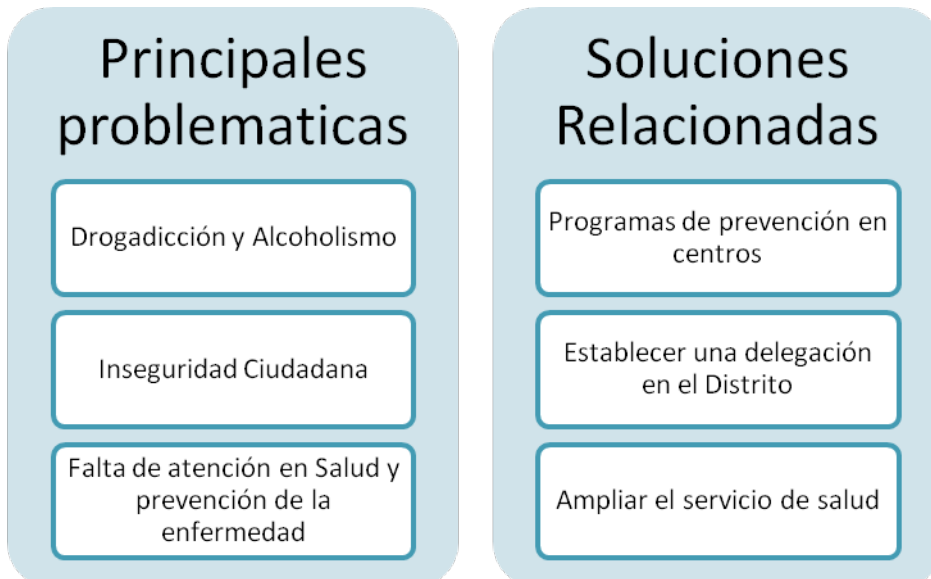 Principales
problematicas
Drogadicción y Alcoholismo
Inseguridad Ciudadana
Falta de atención en Salud y
prevención de la
enfermedad
Soluciones
Relacionadas
Programas de prevención en
centros
Establecer una delegación
en el Distrito
Ampliar el servicio de salud